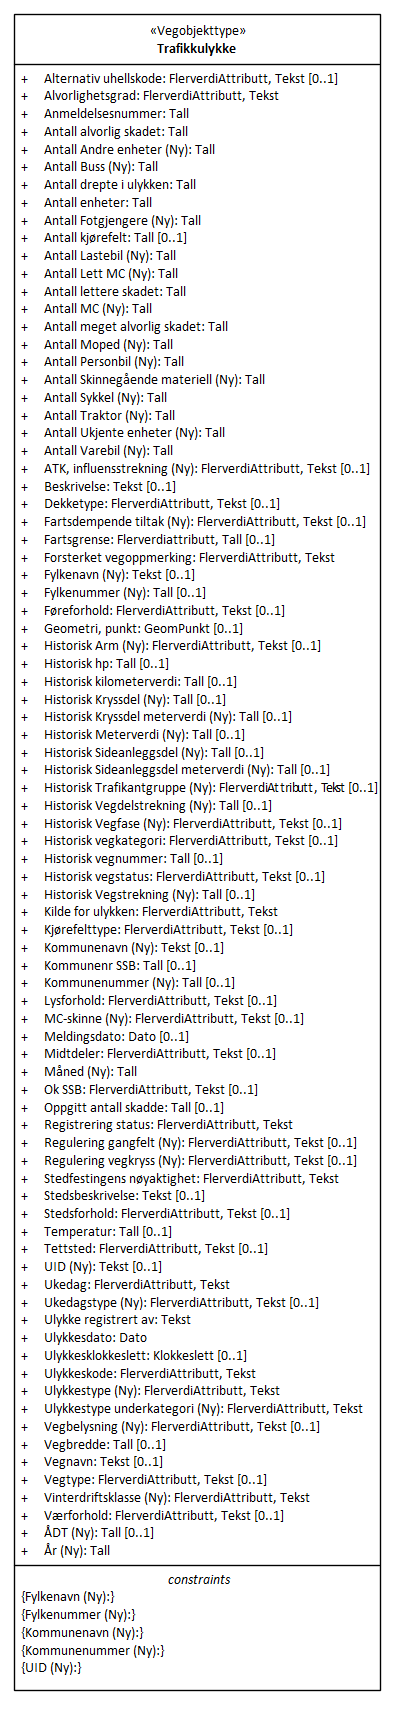 «Vegobjekttype»
Trafikkulykke
+ Alternativ uhellskode: FlerverdiAttributt, Tekst [0..1]
+ Alvorlighetsgrad: FlerverdiAttributt, Tekst
+ Anmeldelsesnummer: Tall
+ Antall alvorlig skadet: Tall
+ Antall Andre enheter (Ny): Tall
+ Antall Buss (Ny): Tall
+ Antall drepte i ulykken: Tall
+ Antall enheter: Tall
+ Antall Fotgjengere (Ny): Tall
+ Antall kjørefelt: Tall [0..1]
+ Antall Lastebil (Ny): Tall
+ Antall Lett MC (Ny): Tall
+ Antall lettere skadet: Tall
+ Antall MC (Ny): Tall
+ Antall meget alvorlig skadet: Tall
+ Antall Moped (Ny): Tall
+ Antall Personbil (Ny): Tall
+ Antall Skinnegående materiell (Ny): Tall
+ Antall Sykkel (Ny): Tall
+ Antall Traktor (Ny): Tall
+ Antall Ukjente enheter (Ny): Tall
+ Antall Varebil (Ny): Tall
+ ATK, influensstrekning (Ny): FlerverdiAttributt, Tekst [0..1]
+ Beskrivelse: Tekst [0..1]
+ Dekketype: FlerverdiAttributt, Tekst [0..1]
+ Fartsdempende tiltak (Ny): FlerverdiAttributt, Tekst [0..1]
+ Fartsgrense: Flerverdiattributt, Tall [0..1]
+ Forsterket vegoppmerking: FlerverdiAttributt, Tekst
+ Fylkenavn (Ny): Tekst [0..1]
+ Fylkenummer (Ny): Tall [0..1]
+ Føreforhold: FlerverdiAttributt, Tekst [0..1]
+ Geometri, punkt: GeomPunkt [0..1]
+ Historisk Arm (Ny): FlerverdiAttributt, Tekst [0..1]
+ Historisk hp: Tall [0..1]
+ Historisk kilometerverdi: Tall [0..1]
+ Historisk Kryssdel (Ny): Tall [0..1]
+ Historisk Kryssdel meterverdi (Ny): Tall [0..1]
+ Historisk Meterverdi (Ny): Tall [0..1]
+ Historisk Sideanleggsdel (Ny): Tall [0..1]
+ Historisk Sideanleggsdel meterverdi (Ny): Tall [0..1]
+ Historisk Trafikantgruppe (Ny): FlerverdiAttributt, Tekst [0..1]
+ Historisk Vegdelstrekning (Ny): Tall [0..1]
+ Historisk Vegfase (Ny): FlerverdiAttributt, Tekst [0..1]
+ Historisk vegkategori: FlerverdiAttributt, Tekst [0..1]
+ Historisk vegnummer: Tall [0..1]
+ Historisk vegstatus: FlerverdiAttributt, Tekst [0..1]
+ Historisk Vegstrekning (Ny): Tall [0..1]
+ Kilde for ulykken: FlerverdiAttributt, Tekst
+ Kjørefelttype: FlerverdiAttributt, Tekst [0..1]
+ Kommunenavn (Ny): Tekst [0..1]
+ Kommunenr SSB: Tall [0..1]
+ Kommunenummer (Ny): Tall [0..1]
+ Lysforhold: FlerverdiAttributt, Tekst [0..1]
+ MC-skinne (Ny): FlerverdiAttributt, Tekst [0..1]
+ Meldingsdato: Dato [0..1]
+ Midtdeler: FlerverdiAttributt, Tekst [0..1]
+ Måned (Ny): Tall
+ Ok SSB: FlerverdiAttributt, Tekst [0..1]
+ Oppgitt antall skadde: Tall [0..1]
+ Registrering status: FlerverdiAttributt, Tekst
+ Regulering gangfelt (Ny): FlerverdiAttributt, Tekst [0..1]
+ Regulering vegkryss (Ny): FlerverdiAttributt, Tekst [0..1]
+ Stedfestingens nøyaktighet: FlerverdiAttributt, Tekst
+ Stedsbeskrivelse: Tekst [0..1]
+ Stedsforhold: FlerverdiAttributt, Tekst [0..1]
+ Temperatur: Tall [0..1]
+ Tettsted: FlerverdiAttributt, Tekst [0..1]
+ UID (Ny): Tekst [0..1]
+ Ukedag: FlerverdiAttributt, Tekst
+ Ukedagstype (Ny): FlerverdiAttributt, Tekst [0..1]
+ Ulykke registrert av: Tekst
+ Ulykkesdato: Dato
+ Ulykkesklokkeslett: Klokkeslett [0..1]
+ Ulykkeskode: FlerverdiAttributt, Tekst
+ Ulykkestype (Ny): FlerverdiAttributt, Tekst
+ Ulykkestype underkategori (Ny): FlerverdiAttributt, Tekst
+ Vegbelysning (Ny): FlerverdiAttributt, Tekst [0..1]
+ Vegbredde: Tall [0..1]
+ Vegnavn: Tekst [0..1]
+ Vegtype: FlerverdiAttributt, Tekst [0..1]
+ Vinterdriftsklasse (Ny): FlerverdiAttributt, Tekst
+ Værforhold: FlerverdiAttributt, Tekst [0..1]
+ ÅDT (Ny): Tall [0..1]
+ År (Ny): Tall
constraints
{Fylkenavn (Ny):}
{Fylkenummer (Ny):}
{Kommunenavn (Ny):}
{Kommunenummer (Ny):}
{UID (Ny):}